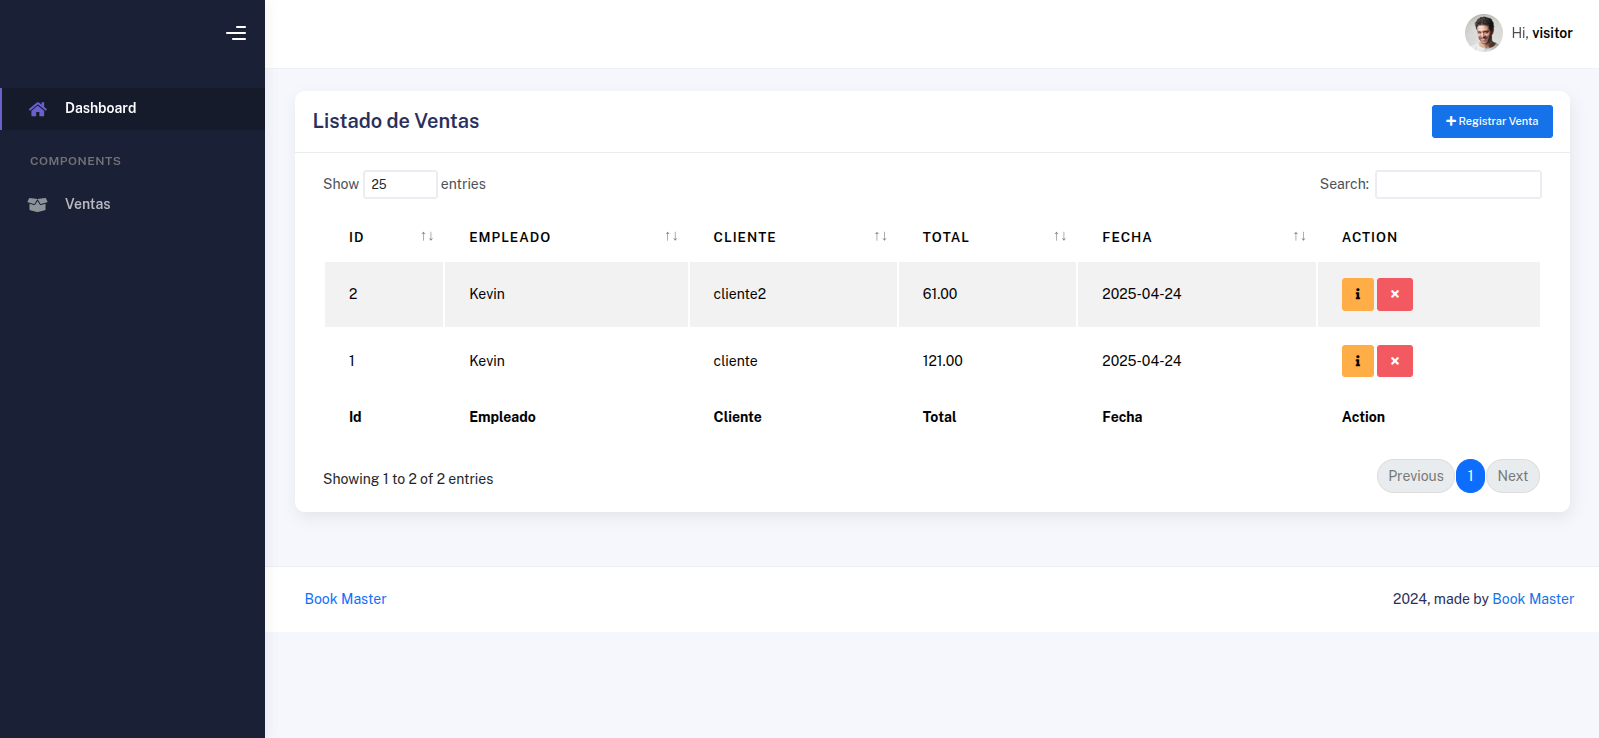 Hi, visitor
Dashboard
COMPONENTS
Ventas
Listado de Ventas
Registrar Venta
Show 25 entries
Search:
ID EMPLEADO CLIENTE TOTAL FECHA ACTION
2 Kevin cliente2 61.00 2025-04-24
1 Kevin cliente 121.00 2025-04-24
Id Empleado Cliente Total Fecha Action
Showing 1 to 2 of 2 entries
Previous 1 Next
Book Master
2024, made by Book Master